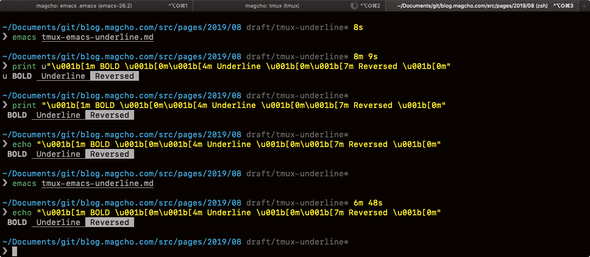 magcho: emacs .emacs (emacs-26.2) ⌃⌥⌘1 magcho: tmux (tmux) ⌃⌥⌘2 ~/Documents/git/blog.magcho.com/src/pages/2019/08 (zsh) ⌃⌥⌘3
~/Documents/git/blog.magcho.com/src/pages/2019/08 draft/tmux-underline* 8s
❯ emacs tmux-emacs-underline.md
~/Documents/git/blog.magcho.com/src/pages/2019/08 draft/tmux-underline* 8m 9s
❯ print u"\u001b[1m BOLD \u001b[0m\u001b[4m Underline \u001b[0m\u001b[7m Reversed \u001b[0m"
u BOLD Underline Reversed
~/Documents/git/blog.magcho.com/src/pages/2019/08 draft/tmux-underline*
❯ print "\u001b[1m BOLD \u001b[0m\u001b[4m Underline \u001b[0m\u001b[7m Reversed \u001b[0m"
BOLD Underline Reversed
~/Documents/git/blog.magcho.com/src/pages/2019/08 draft/tmux-underline*
❯ echo "\u001b[1m BOLD \u001b[0m\u001b[4m Underline \u001b[0m\u001b[7m Reversed \u001b[0m"
BOLD Underline Reversed
~/Documents/git/blog.magcho.com/src/pages/2019/08 draft/tmux-underline*
❯ emacs tmux-emacs-underline.md
~/Documents/git/blog.magcho.com/src/pages/2019/08 draft/tmux-underline* 6m 48s
❯ echo "\u001b[1m BOLD \u001b[0m\u001b[4m Underline \u001b[0m\u001b[7m Reversed \u001b[0m"
BOLD Underline Reversed
~/Documents/git/blog.magcho.com/src/pages/2019/08 draft/tmux-underline*
❯